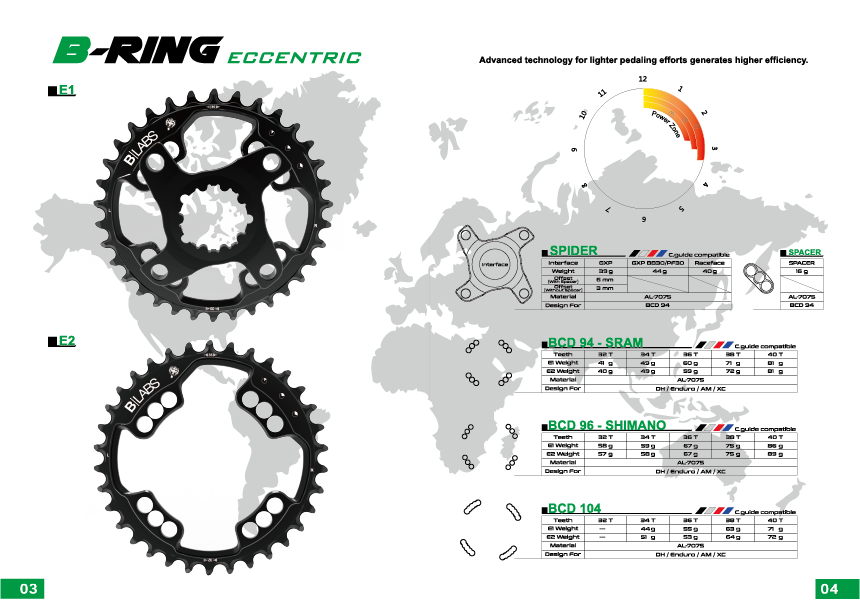 B-RING ECCENTRIC
E1
B|LABS
E2
B|LABS
03
Advanced technology for lighter pedaling efforts generates higher efficiency.
12
1
2
3
4
5
6
7
8
9
10
11
Power Zone
Interface
SPIDER
C.guide compatible
Interface GXP GXP BB30/PF30 Raceface
Weight 33 g 44 g 40 g
Offset (With Spacer) 6 mm
Offset (Without Spacer) 3 mm
Material AL-7075
Design For BCD 94
SPACER
SPACER
16 g
AL-7075
BCD 94
BCD 94 - SRAM
C.guide compatible
Teeth 32 T 34 T 36 T 38 T 40 T
E1 Weight 41 g 49 g 60 g 71 g 81 g
E2 Weight 40 g 49 g 59 g 72 g 81 g
Material AL-7075
Design For DH / Enduro / AM / XC
BCD 96 - SHIMANO
C.guide compatible
Teeth 32 T 34 T 36 T 38 T 40 T
E1 Weight 58 g 59 g 67 g 75 g 86 g
E2 Weight 57 g 58 g 67 g 75 g 89 g
Material AL-7075
Design For DH / Enduro / AM / XC
BCD 104
C.guide compatible
Teeth 32 T 34 T 36 T 38 T 40 T
E1 Weight --- 44 g 55 g 63 g 71 g
E2 Weight --- 51 g 53 g 64 g 72 g
Material AL-7075
Design For DH / Enduro / AM / XC
04